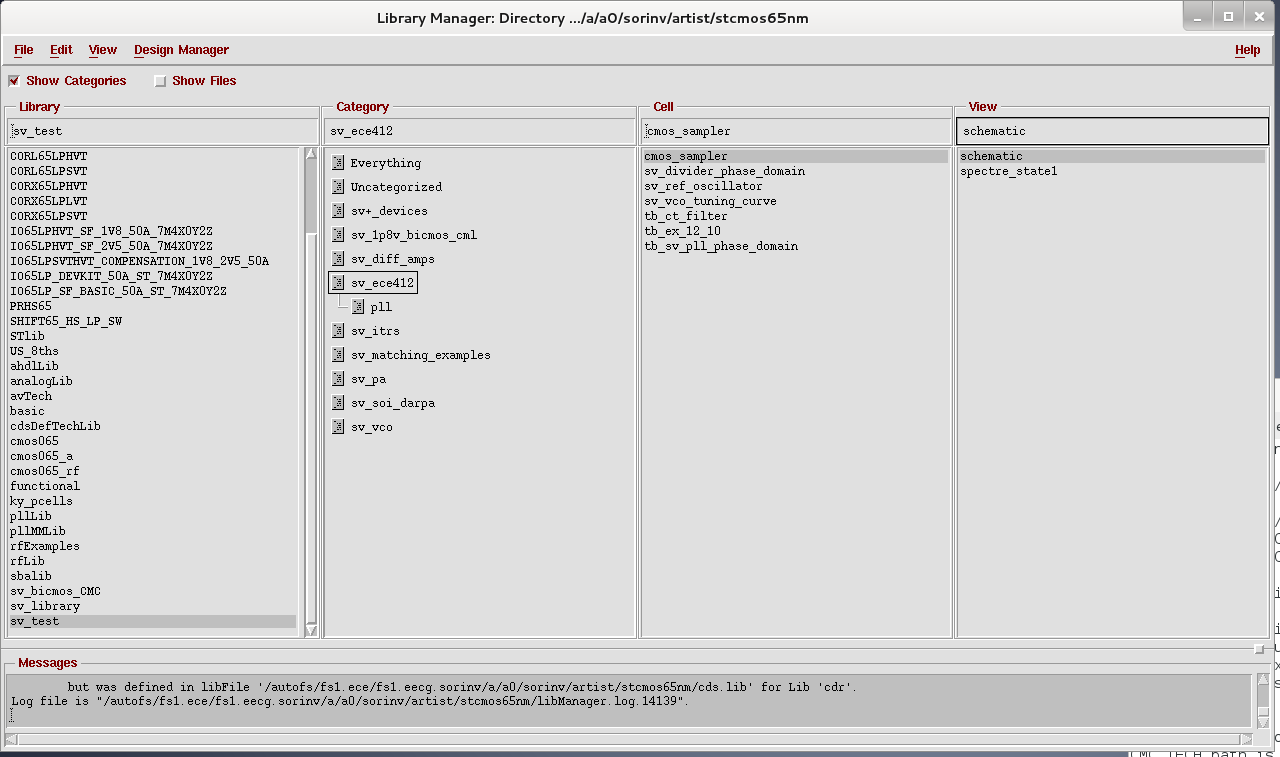 Library Manager: Directory .../a/a0/sorinv/artist/stcmos65nm
File Edit View Design Manager Help
Show Categories Show Files
Library
sv_test
CORL65LPHVT
CORL65LPSVT
CORX65LPHVT
CORX65LPLVT
CORX65LPSVT
IO65LPHVT_SF_1V8_50A_7M4X0Y2Z
IO65LPHVT_SF_2V5_50A_7M4X0Y2Z
IO65LPSVTHVT_COMPENSATION_1V8_2V5_50A
IO65LP_DEVKIT_50A_ST_7M4X0Y2Z
IO65LP_SF_BASIC_50A_ST_7M4X0Y2Z
PRHS65
SHIFT65_HS_LP_SW
STlib
US_8ths
ahdlLib
analogLib
avTech
basic
cdsDefTechLib
cmos065
cmos065_a
cmos065_rf
functional
ky_pcells
pllLib
pllMMLib
rfExamples
rfLib
sbalib
sv_bicmos_CMC
sv_library
sv_test
Category
sv_ece412
Everything
Uncategorized
sv+_devices
sv_1p8v_bicmos_cml
sv_diff_amps
sv_ece412
pll
sv_itrs
sv_matching_examples
sv_pa
sv_soi_darpa
sv_vco
Cell
cmos_sampler
cmos_sampler
sv_divider_phase_domain
sv_ref_oscillator
sv_vco_tuning_curve
tb_ct_filter
tb_ex_12_10
tb_sv_pll_phase_domain
View
schematic
schematic
spectre_state1
Messages
but was defined in libFile '/autofs/fs1.ece/fs1.eecg.sorinv/a/a0/sorinv/artist/stcmos65nm/cds.lib' for Lib 'cdr'.
Log file is "/autofs/fs1.ece/fs1.eecg.sorinv/a/a0/sorinv/artist/stcmos65nm/libManager.log.14139".